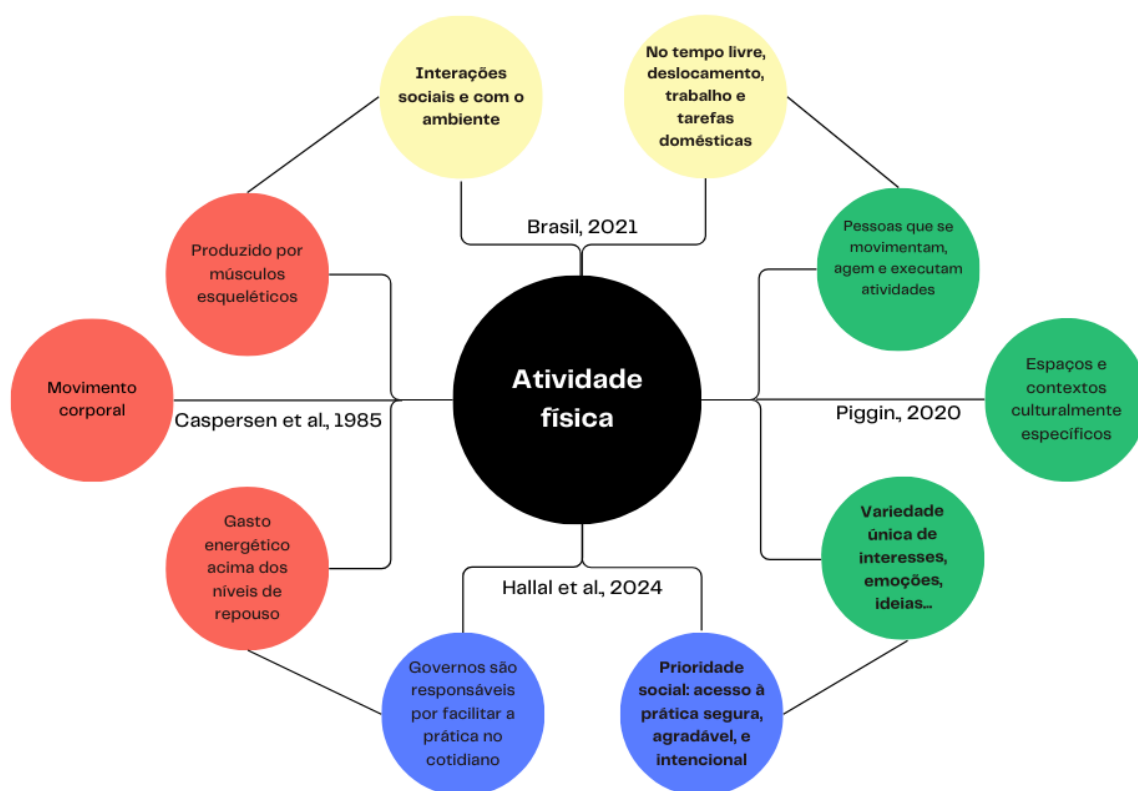 Interações
sociais e com o
ambiente
No tempo livre,
deslocamento,
trabalho e
tarefas
domésticas
Brasil, 2021
Produzido por
músculos
esqueléticos
Pessoas que se
movimentam,
agem e executam
atividades
Movimento
corporal
Caspersen et al., 1985
Atividade
física
Piggin., 2020
Espaços e
contextos
culturalmente
específicos
Gasto
energético
acima dos
níveis de
repouso
Variedade
única de
interesses,
emoções,
ideias...
Hallal et al., 2024
Governos são
responsáveis
por facilitar a
prática no
cotidiano
Prioridade
social: acesso à
prática segura,
agradável, e
intencional